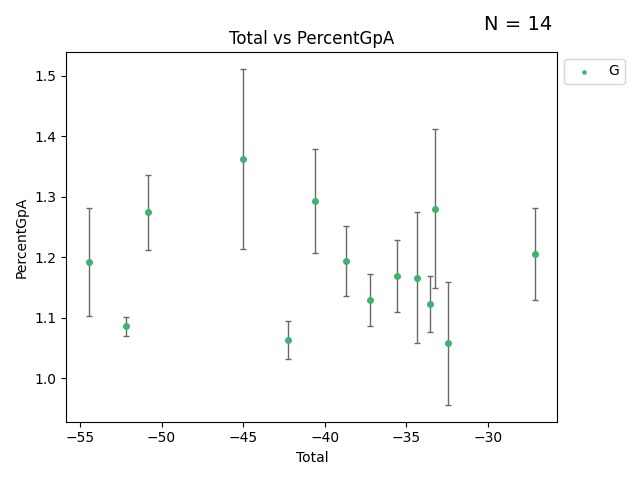 N = 14
Total vs PercentGpA
G
PercentGpA
1.5
1.4
1.3
1.2
1.1
1.0
−55 −50 −45 −40 −35 −30
Total